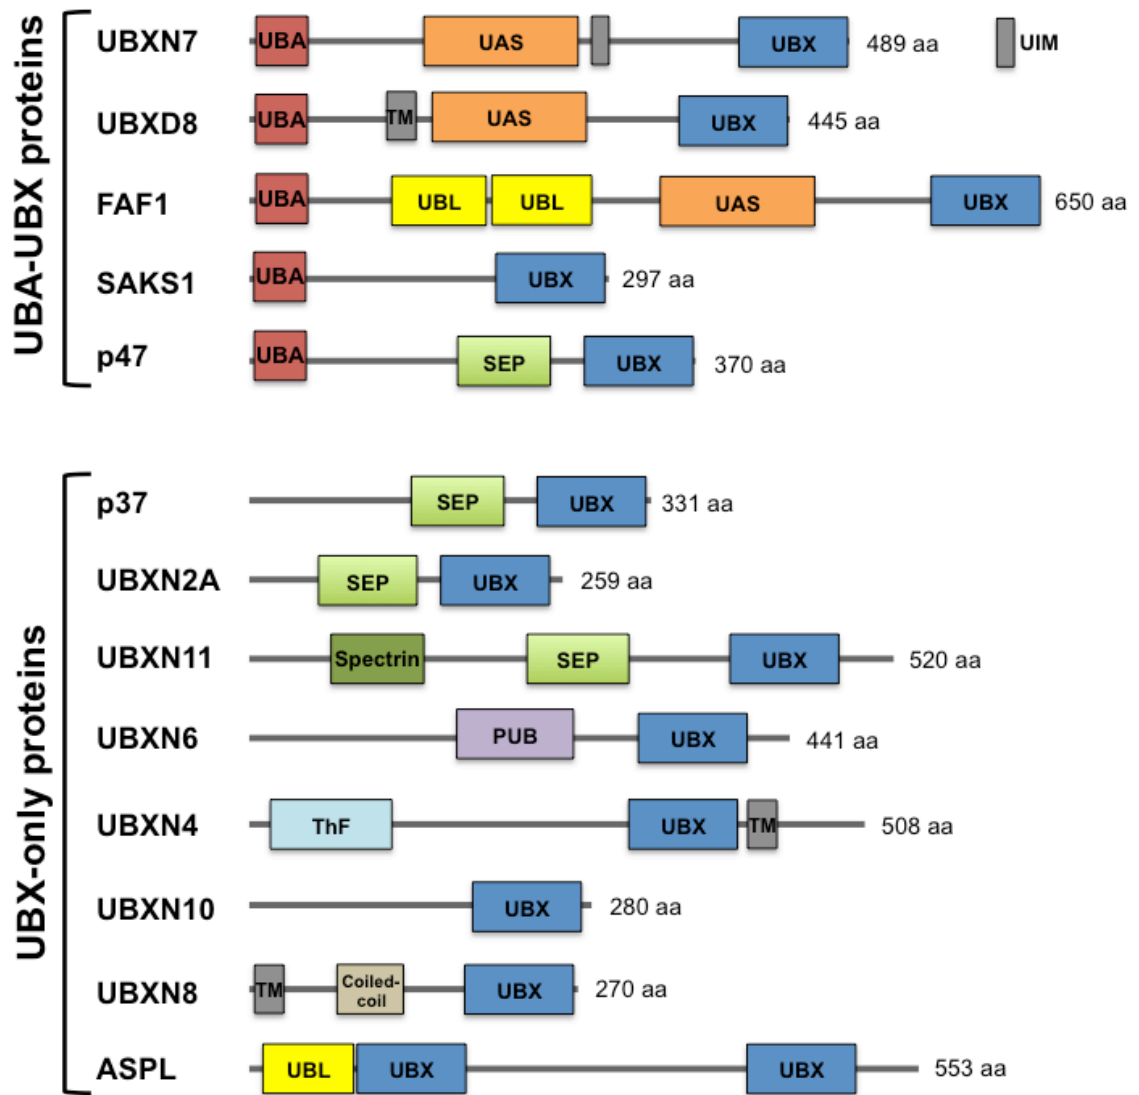 UBA-UBX proteins
UBXN7 UBA UAS UBX 489 aa UIM
UBXD8 UBA TM UAS UBX 445 aa
FAF1 UBA UBL UBL UAS UBX 650 aa
SAKS1 UBA UBX 297 aa
p47 UBA SEP UBX 370 aa
UBX-only proteins
p37 SEP UBX 331 aa
UBXN2A SEP UBX 259 aa
UBXN11 Spectrin SEP UBX 520 aa
UBXN6 PUB UBX 441 aa
UBXN4 ThF UBX TM 508 aa
UBXN10 UBX 280 aa
UBXN8 TM Coiled-
coil UBX 270 aa
ASPL UBL UBX UBX 553 aa